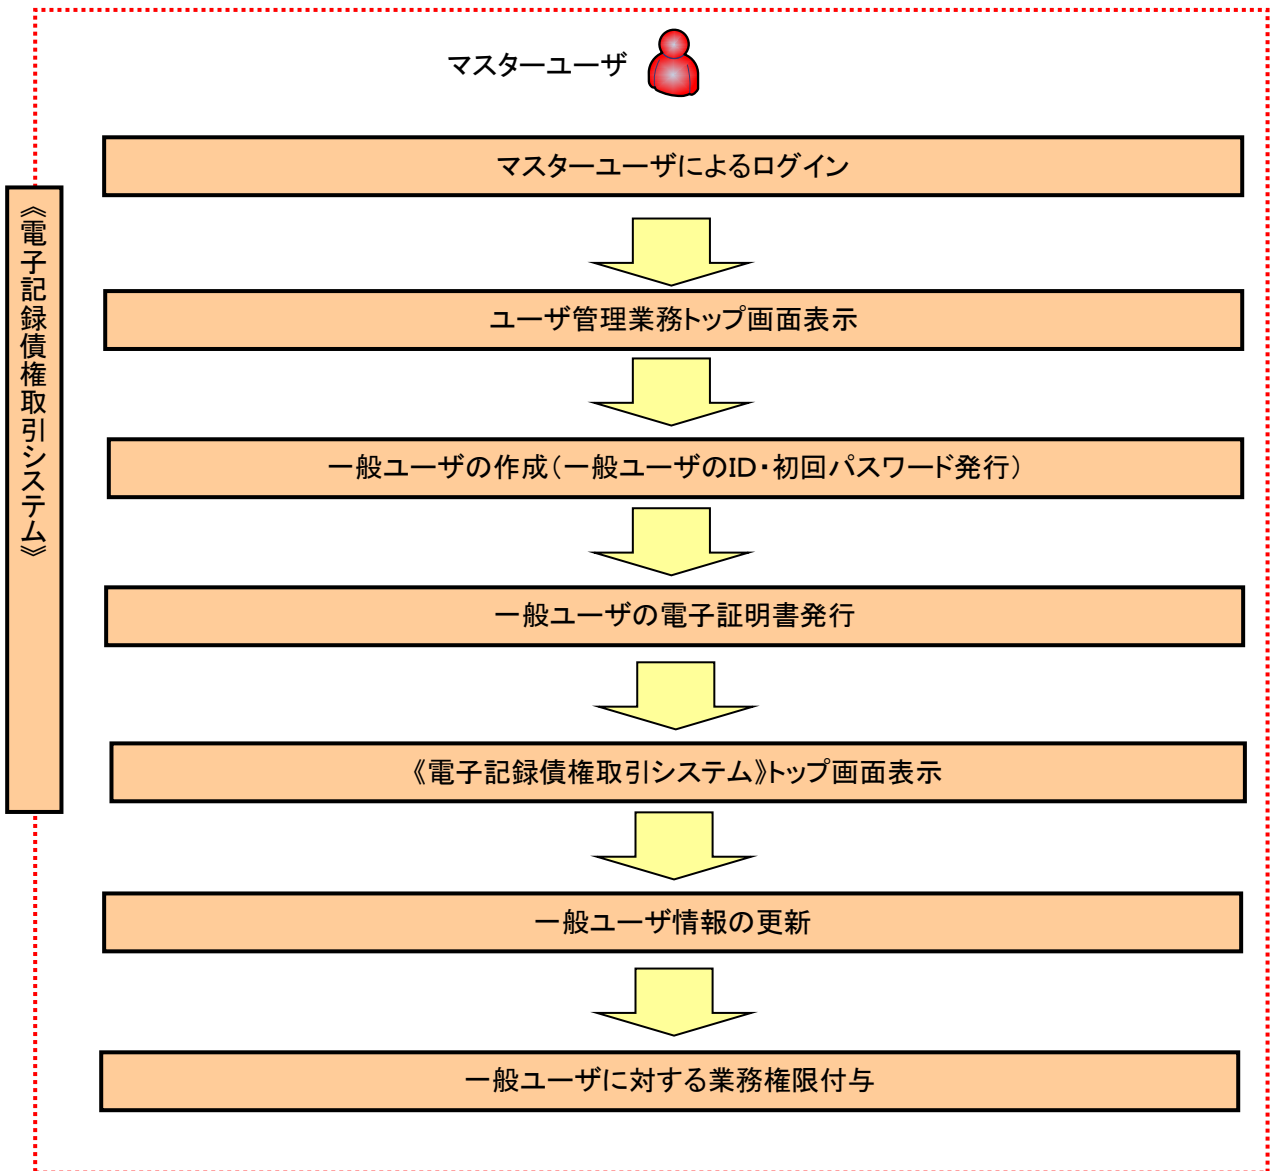 マスターユーザ
マスターユーザによるログイン
《電子記録債権取引システム》
ユーザ管理業務トップ画面表示
一般ユーザの作成（一般ユーザのID・初回パスワード発行）
一般ユーザの電子証明書発行
《電子記録債権取引システム》トップ画面表示
一般ユーザ情報の更新
一般ユーザに対する業務権限付与